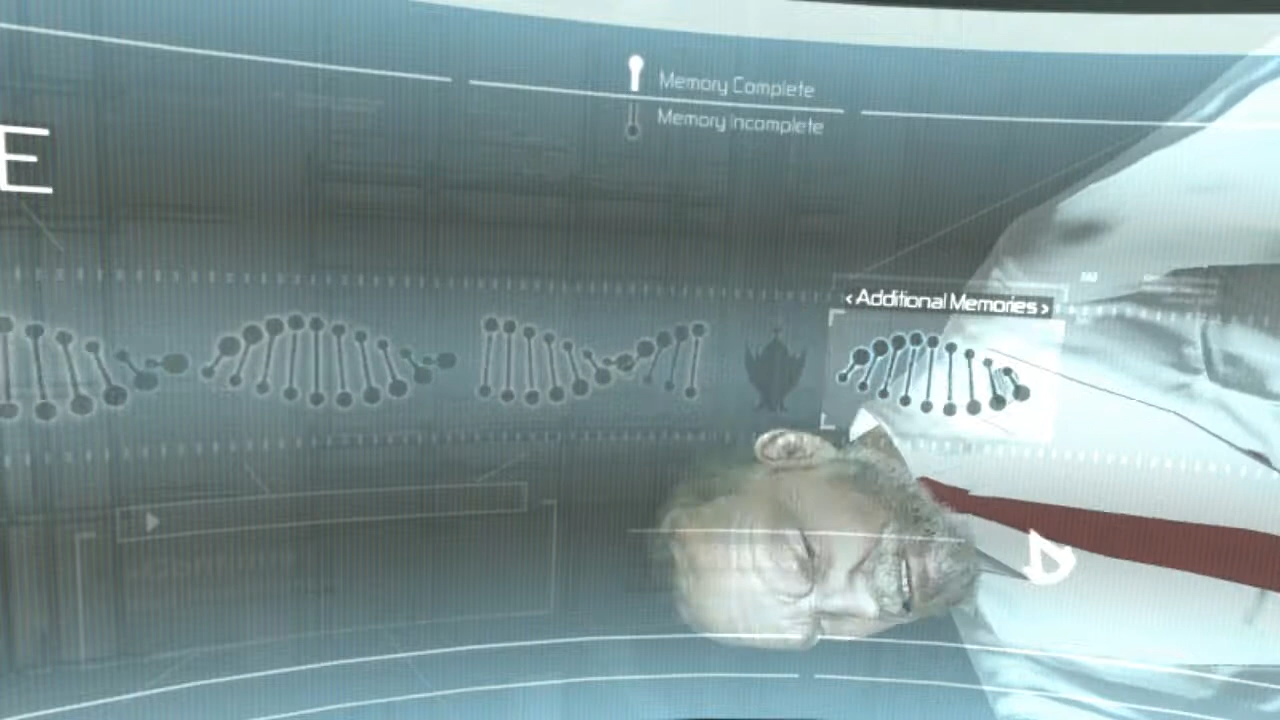 Memory Complete
Memory Incomplete
E
‹ Additional Memories ›